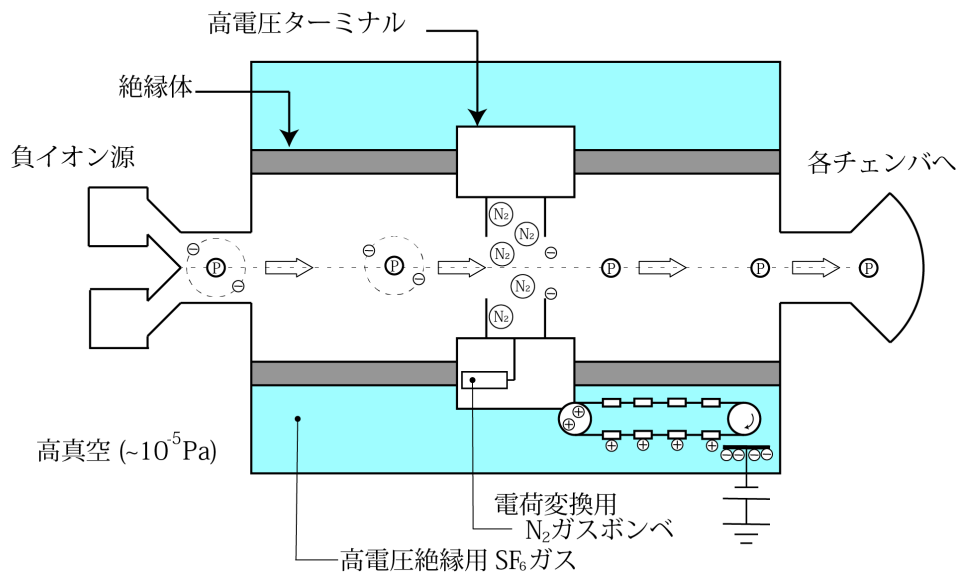 高電圧ターミナル
絶縁体
負イオン源
各チェンバへ
N₂
N₂
N₂
N₂
N₂
P
P
P
P
P
高真空 (~10⁻⁵Pa)
電荷変換用
N₂ガスボンベ
高電圧絶縁用 SF₆ガス